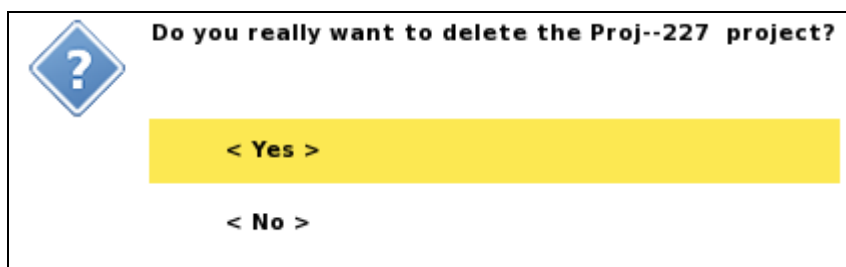 Do you really want to delete the Proj--227  project?
?
< Yes >
< No >